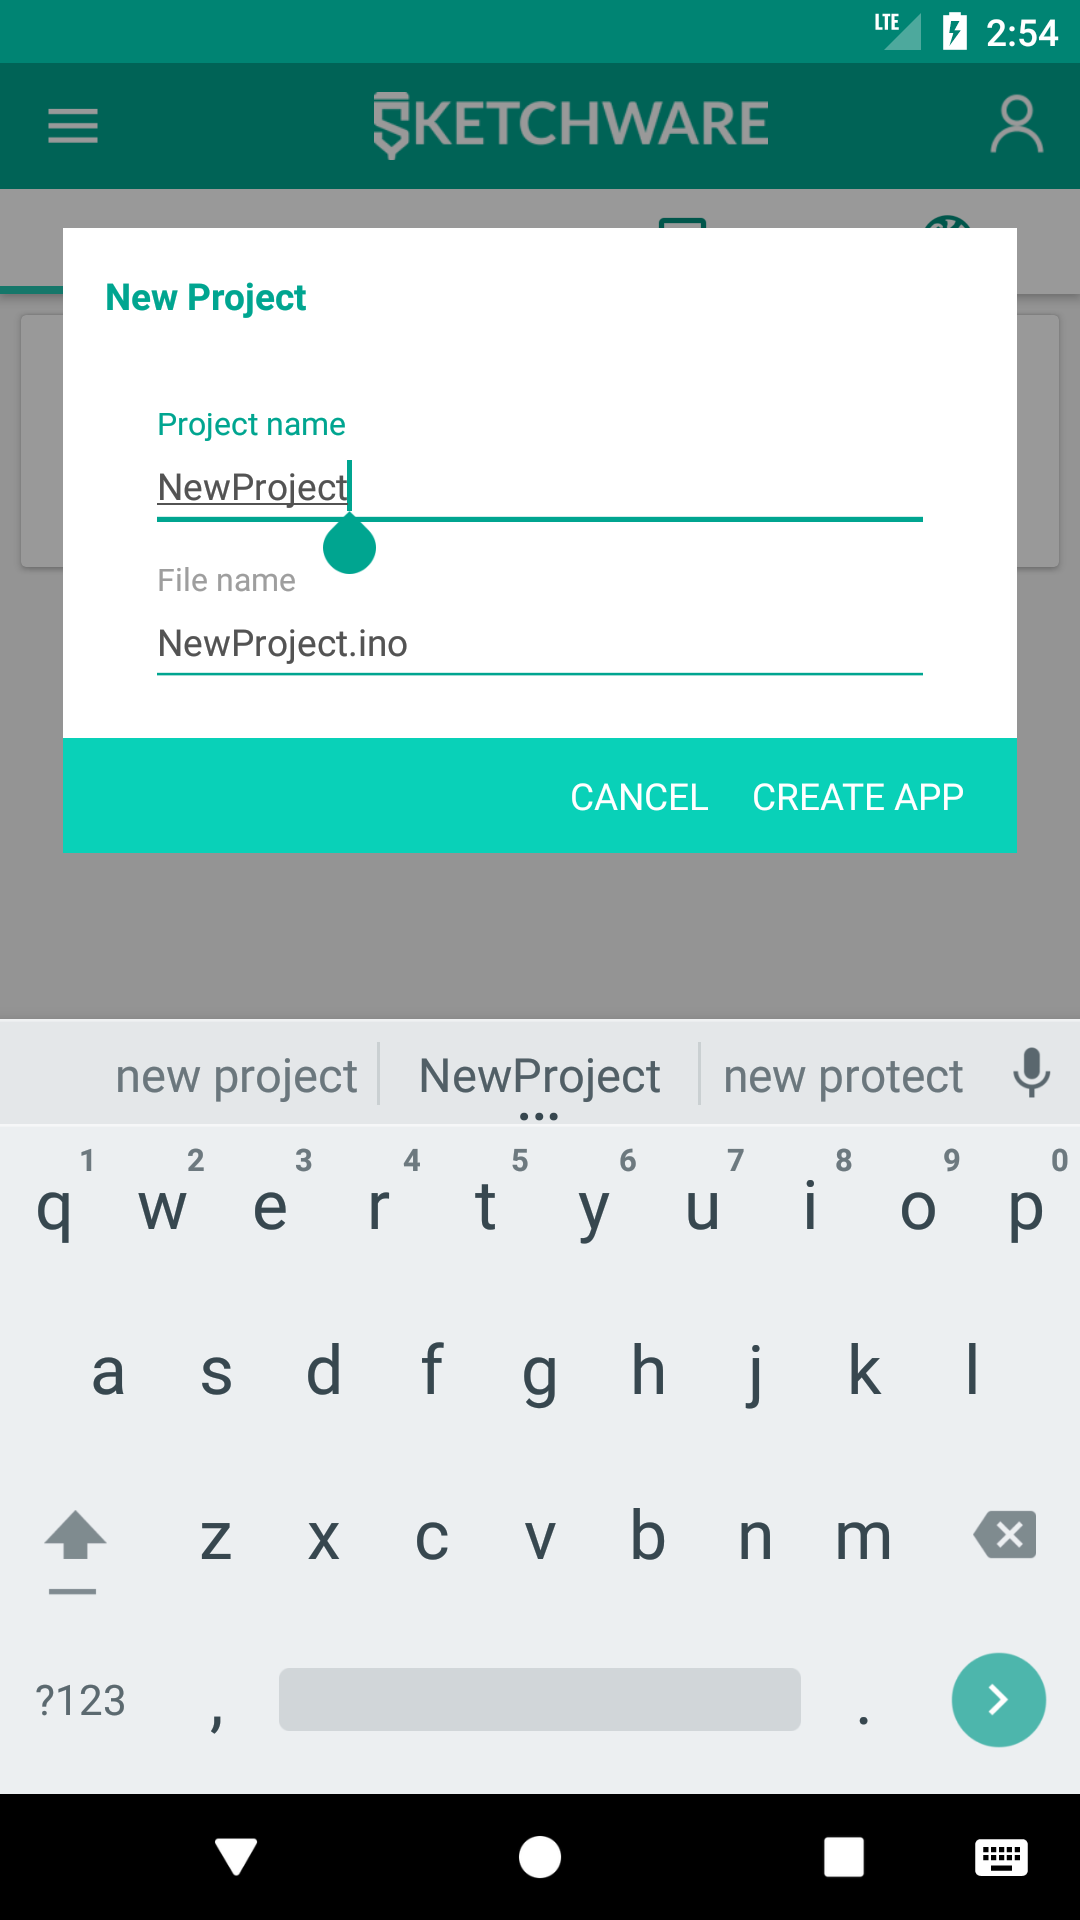 LTE 2:54
SKETCHWARE
New Project
Project name
NewProject
File name
NewProject.ino
CANCEL CREATE APP
new project NewProject new protect
1 2 3 4 5 6 7 8 9 0
q w e r t y u i o p
a s d f g h j k l
z x c v b n m
?123 , .